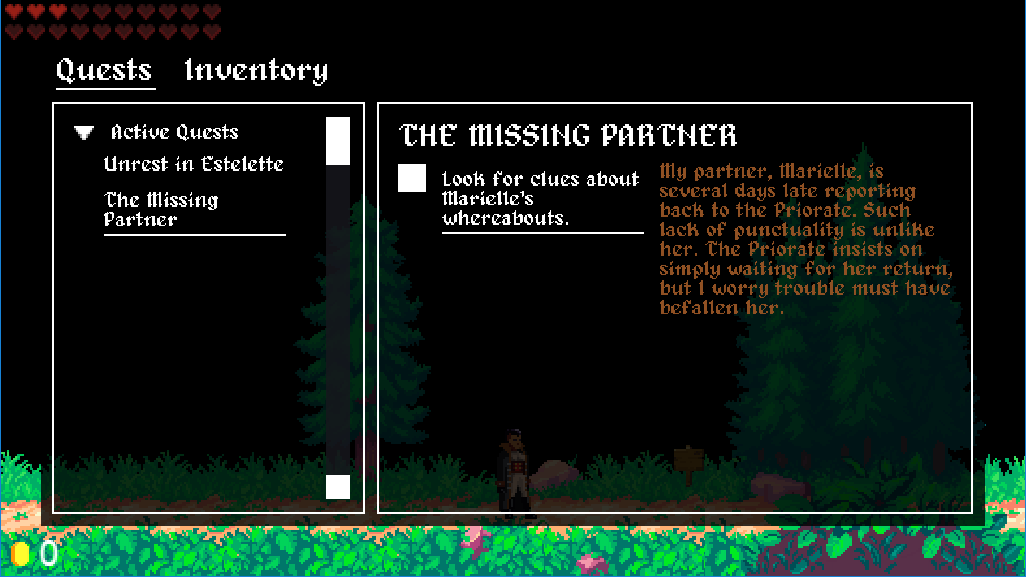 Quests Inventory
Active Quests
Unrest in Estelette
The Missing
Partner
THE MISSING PARTNER
Look for clues about
Marielle's
whereabouts.
My partner, Marielle, is
several days late reporting
back to the Priorate. Such
lack of punctuality is unlike
her. The Priorate insists on
simply waiting for her return,
but I worry trouble must have
befallen her.
0